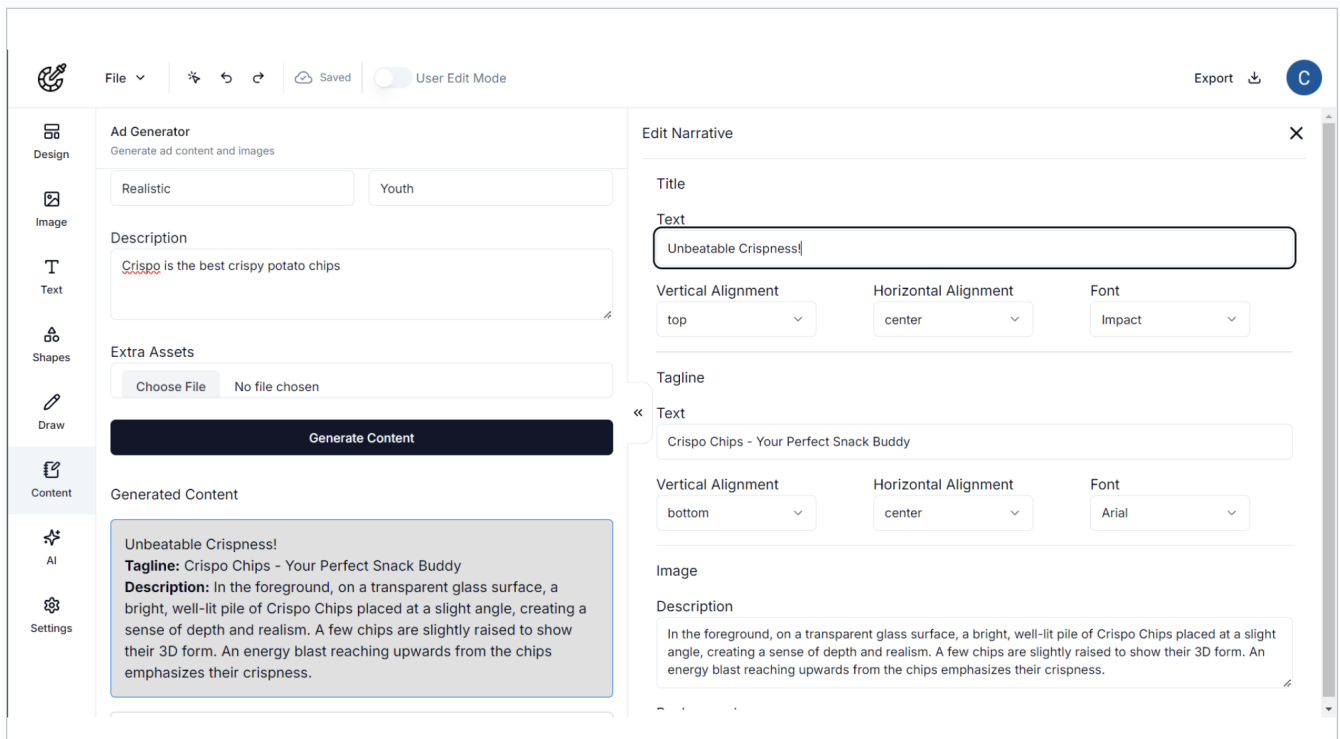 File
Saved
User Edit Mode
Export
C
Design
Image
Text
Shapes
Draw
Content
AI
Settings
Ad Generator
Generate ad content and images
Realistic
Youth
Description
Crispo is the best crispy potato chips
Extra Assets
Choose File No file chosen
Generate Content
Generated Content
Unbeatable Crispness!
Tagline: Crispo Chips - Your Perfect Snack Buddy
Description: In the foreground, on a transparent glass surface, a
bright, well-lit pile of Crispo Chips placed at a slight angle, creating a
sense of depth and realism. A few chips are slightly raised to show
their 3D form. An energy blast reaching upwards from the chips
emphasizes their crispness.
Edit Narrative
Title
Text
Unbeatable Crispness!
Vertical Alignment Horizontal Alignment Font
top center Impact
Tagline
Text
Crispo Chips - Your Perfect Snack Buddy
Vertical Alignment Horizontal Alignment Font
bottom center Arial
Image
Description
In the foreground, on a transparent glass surface, a bright, well-lit pile of Crispo Chips placed at a slight
angle, creating a sense of depth and realism. A few chips are slightly raised to show their 3D form. An
energy blast reaching upwards from the chips emphasizes their crispness.